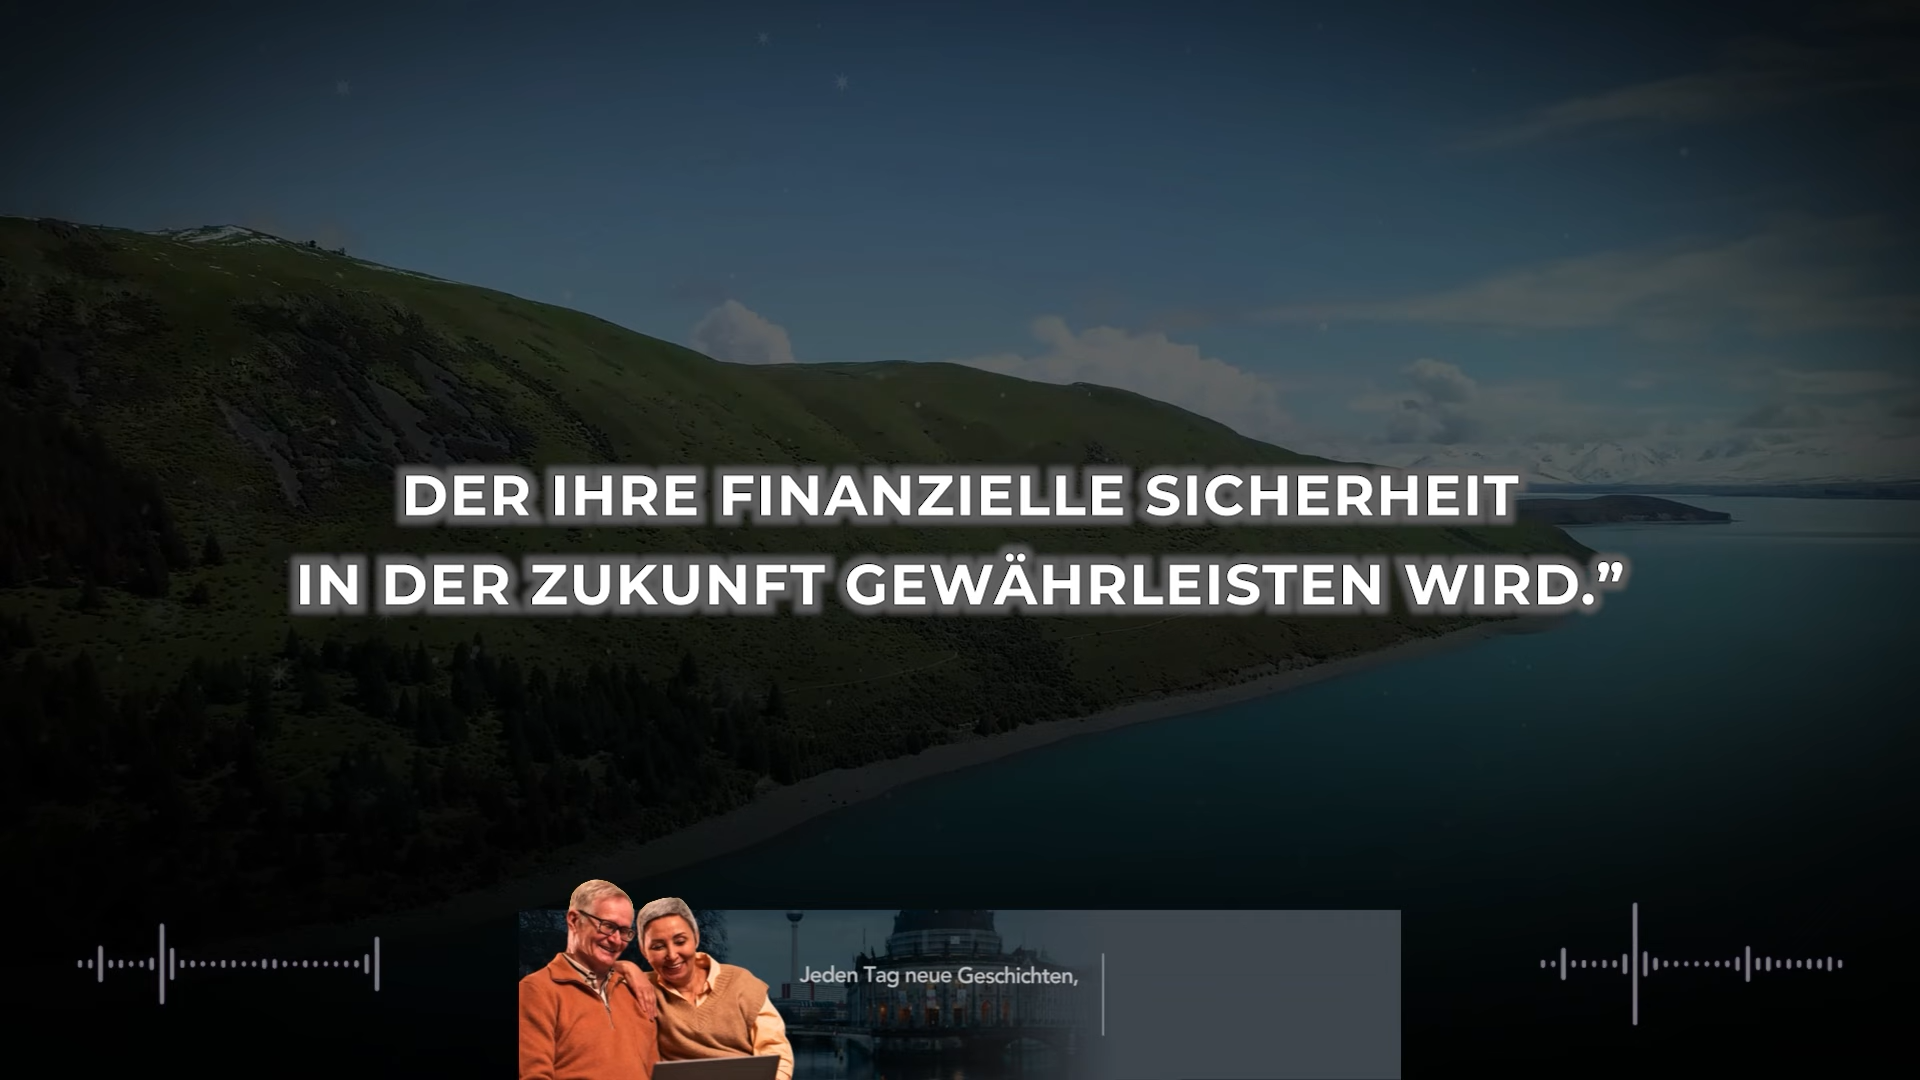 DER IHRE FINANZIELLE SICHERHEIT
IN DER ZUKUNFT GEWÄHRLEISTEN WIRD.”
Jeden Tag neue Geschichten,